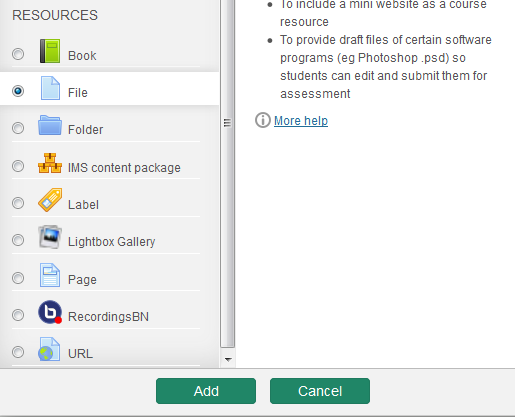 RESOURCES
Book
File
Folder
IMS content package
Label
Lightbox Gallery
Page
RecordingsBN
URL
To include a mini website as a course
resource
To provide draft files of certain software
programs (eg Photoshop .psd) so
students can edit and submit them for
assessment
More help
Add
Cancel